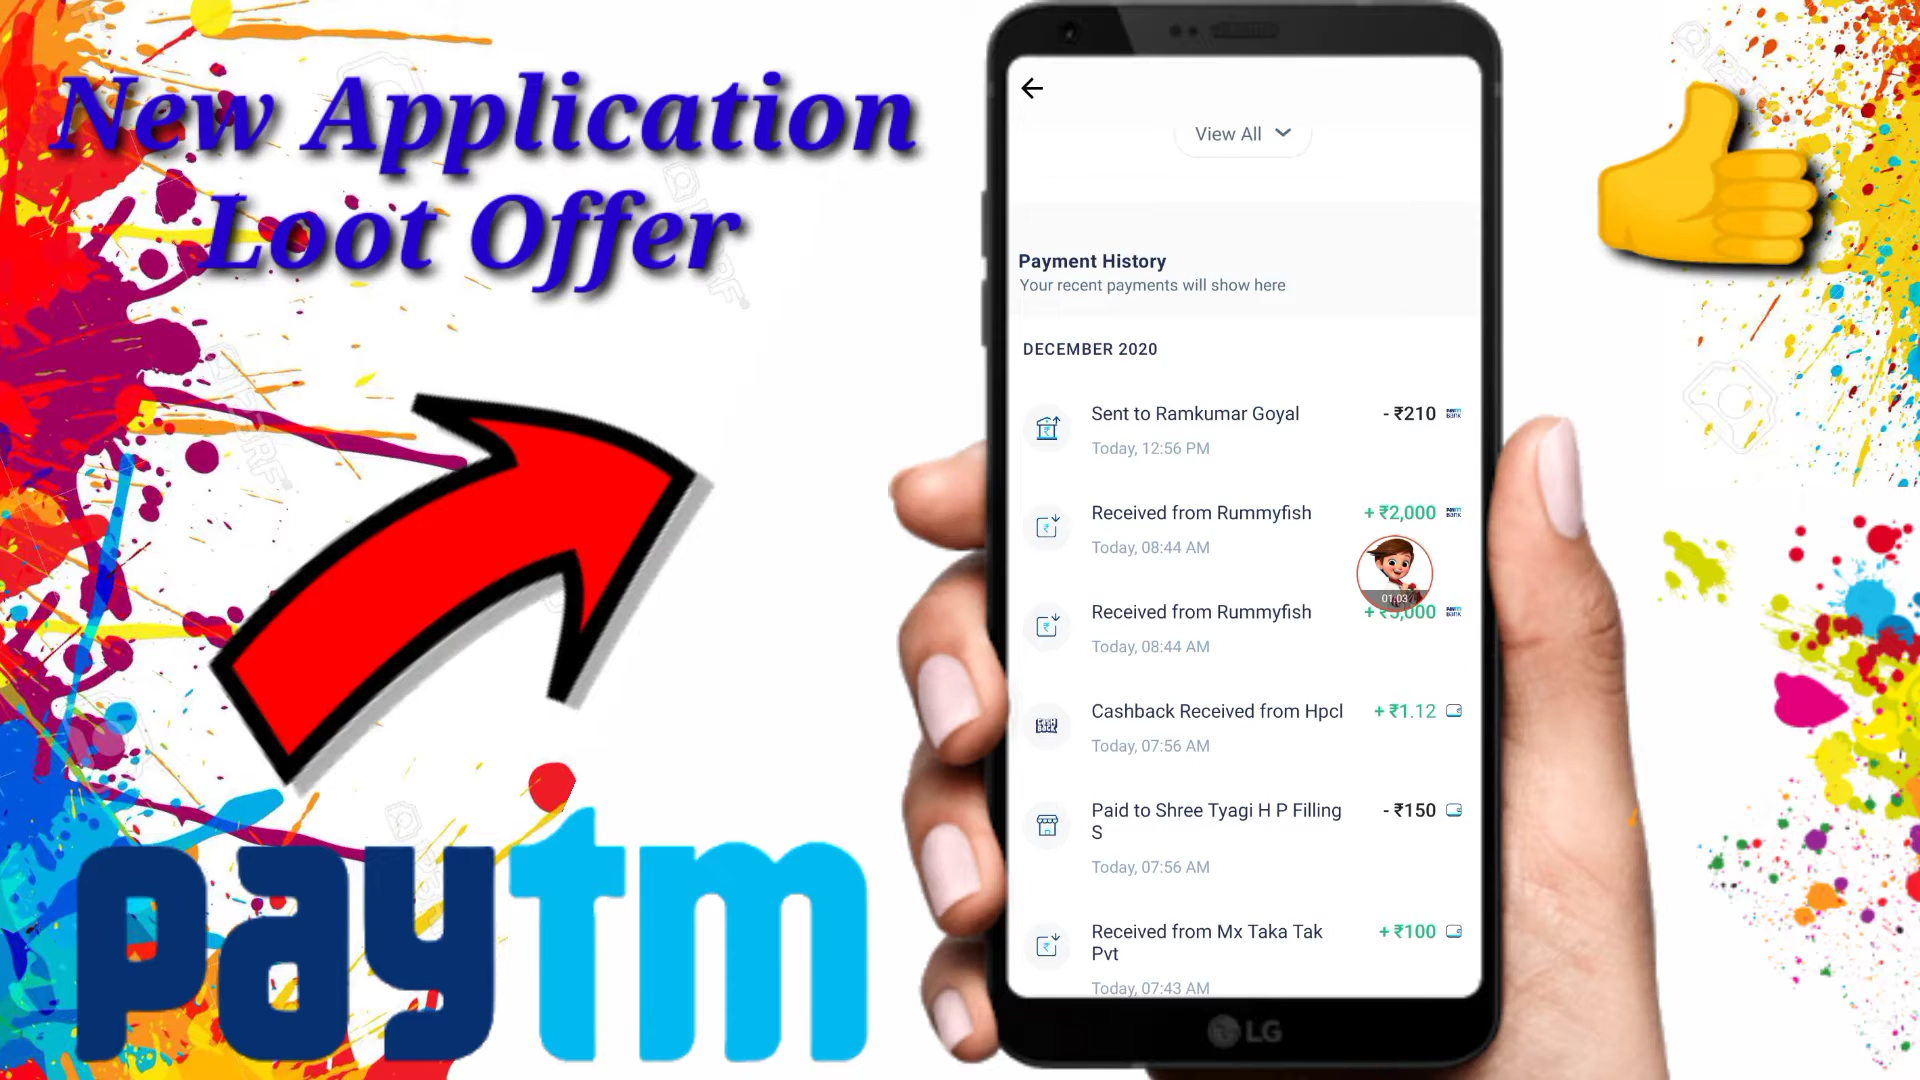 New Application
Loot Offer
paytm
View All
Payment History
Your recent payments will show here
DECEMBER 2020
Sent to Ramkumar Goyal - ₹210
Today, 12:56 PM
Received from Rummyfish + ₹2,000
Today, 08:44 AM
01:03
Received from Rummyfish + ₹5,000
Today, 08:44 AM
Cashback Received from Hpcl + ₹1.12
Today, 07:56 AM
Paid to Shree Tyagi H P Filling - ₹150
S
Today, 07:56 AM
Received from Mx Taka Tak + ₹100
Pvt
Today, 07:43 AM
LG